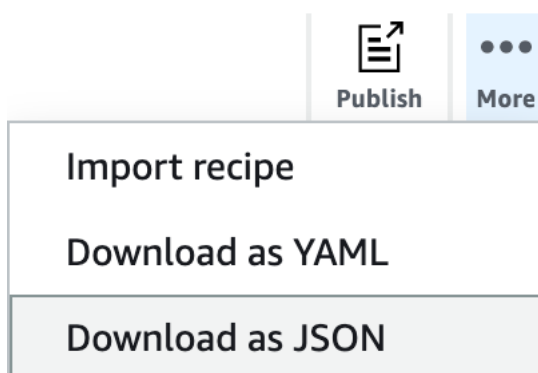 Publish
More
Import recipe
Download as YAML
Download as JSON